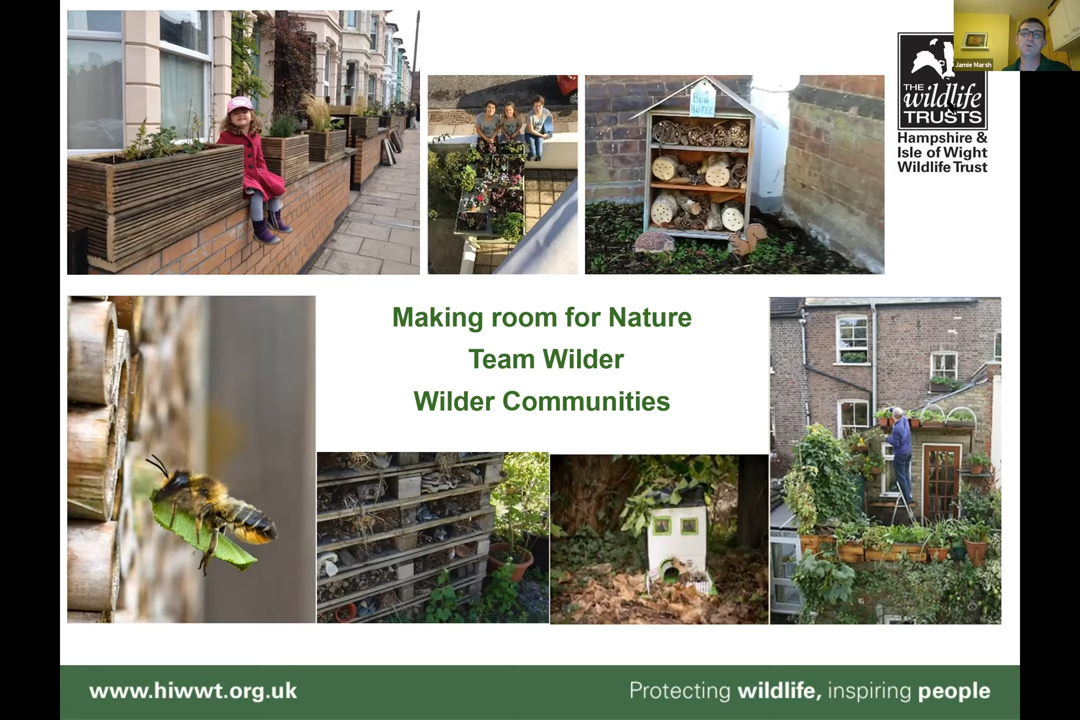 Jamie Marsh
THE
wildlife
TRUSTS
Hampshire &
Isle of Wight
Wildlife Trust
BUG
HOTEL
Making room for Nature
Team Wilder
Wilder Communities
www.hiwwt.org.uk
Protecting wildlife, inspiring people